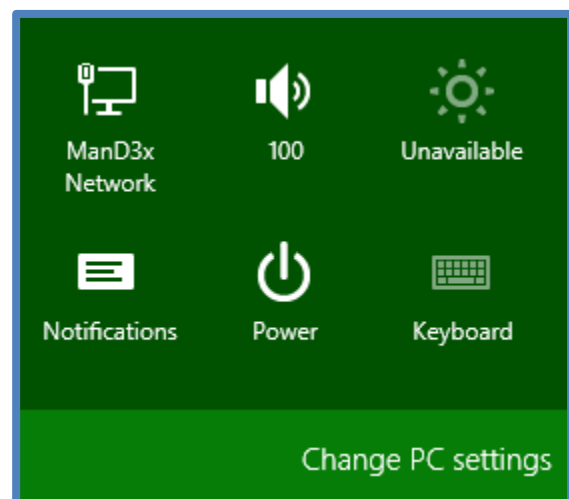 ManD3x
Network
100
Unavailable
Notifications
Power
Keyboard
Change PC settings